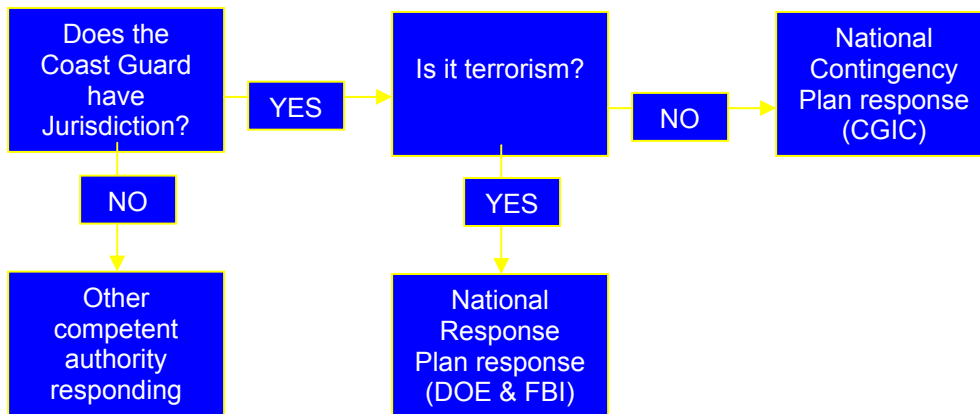 Does the
Coast Guard
have
Jurisdiction?
YES
Is it terrorism?
NO
National
Contingency
Plan response
(CGIC)
NO
YES
Other
competent
authority
responding
National
Response
Plan response
(DOE & FBI)